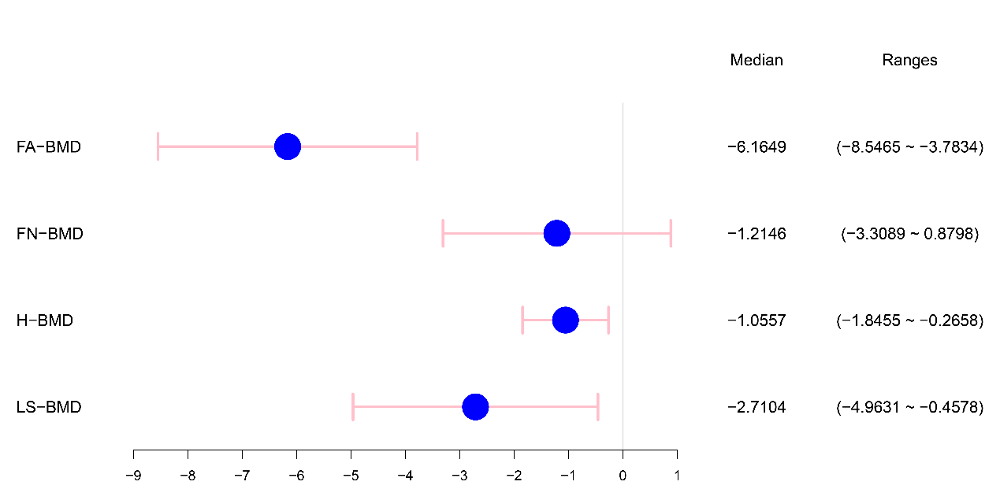 Median Ranges
FA−BMD −6.1649 (−8.5465 ~ −3.7834)
FN−BMD −1.2146 (−3.3089 ~ 0.8798)
H−BMD −1.0557 (−1.8455 ~ −0.2658)
LS−BMD −2.7104 (−4.9631 ~ −0.4578)
−9 −8 −7 −6 −5 −4 −3 −2 −1 0 1